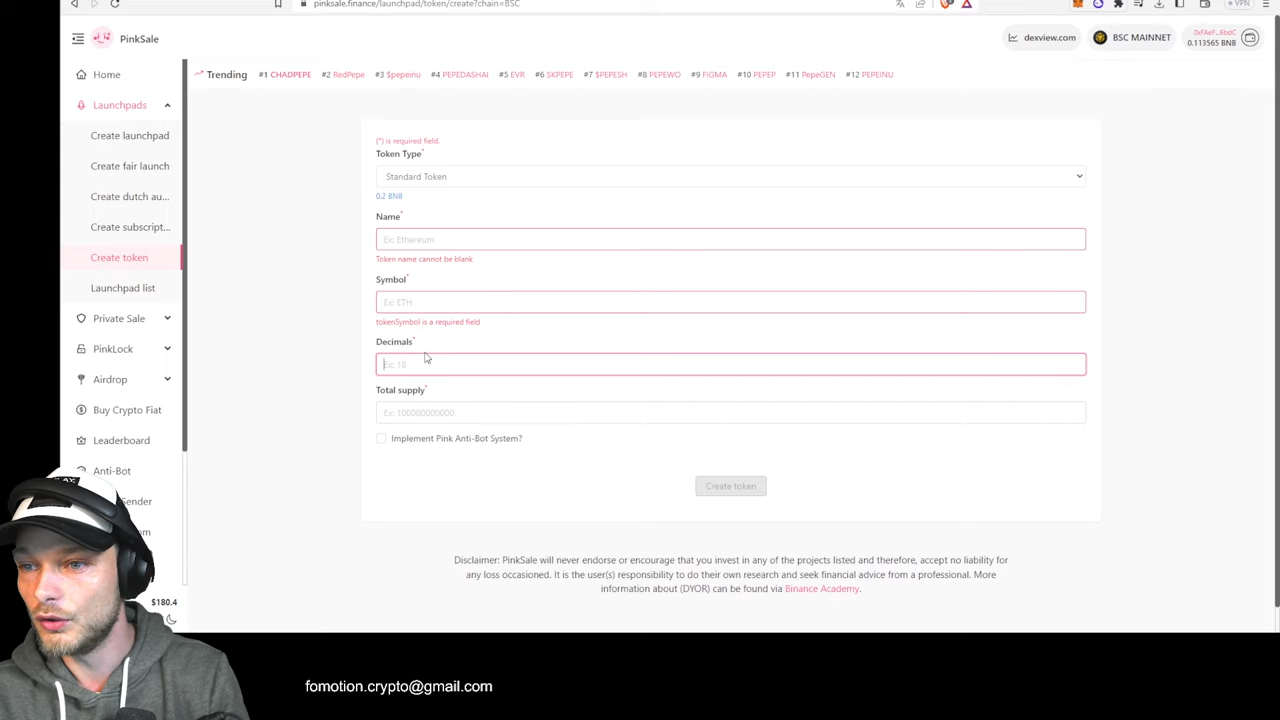 pinksale.finance/launchpad/token/create?chain=BSC
VPN
PinkSale
dexview.com
BSC MAINNET
0.113565 BNB
Home
Trending
#1 CHADPEPE
#2 RedPepe
#3 $pepeinu
#4 PEPEDASHAI
#5 EVR
#6 SKPEPE
#7 $PEPESH
#8 PEPEWO
#9 FIGMA
#10 PEPEP
#11 PepeGEN
#12 PEPEINU
Launchpads
Create launchpad
Create fair launch
Create dutch au...
Create subscript...
Create token
Launchpad list
Private Sale
PinkLock
Airdrop
Buy Crypto Fiat
Leaderboard
Anti-Bot
$180.4
(*) is required field.
Token Type*
Standard Token
0.2 BNB
Name*
Ex: Ethereum
Token name cannot be blank
Symbol*
Ex: ETH
tokenSymbol is a required field
Decimals*
Ex: 18
Total supply*
Ex: 100000000000
Implement Pink Anti-Bot System?
Create token
Disclaimer: PinkSale will never endorse or encourage that you invest in any of the projects listed and therefore, accept no liability for
any loss occasioned. It is the user(s) responsibility to do their own research and seek financial advice from a professional. More
information about (DYOR) can be found via Binance Academy.
fomotion.crypto@gmail.com